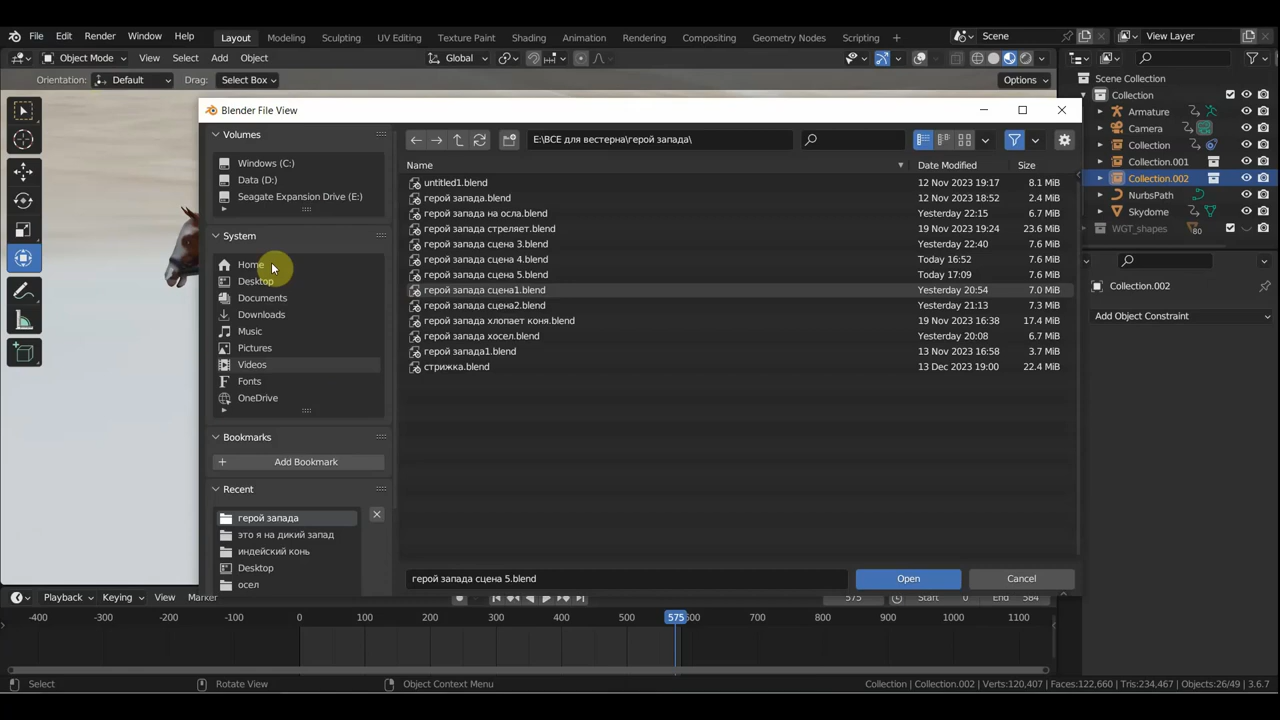 File Edit Render Window Help Layout Modeling Sculpting UV Editing Texture Paint Shading Animation Rendering Compositing Geometry Nodes Scripting + Scene View Layer
Object Mode View Select Add Object Global
Orientation: Default Drag: Select Box Options
Scene Collection
Collection
Armature
Camera
Collection
Collection.001
Collection.002
NurbsPath
Skydome
WGT_shapes 80
Collection.002
Add Object Constraint
Blender File View
Volumes
Windows (C:)
Data (D:)
Seagate Expansion Drive (E:)
System
Home
Desktop
Documents
Downloads
Music
Pictures
Videos
Fonts
OneDrive
Bookmarks
+ Add Bookmark
Recent
герой запада
это я на дикий запад
индейский конь
Desktop
осел
E:\ВСЕ для вестерна\герой запада\
Name Date Modified Size
untitled1.blend 12 Nov 2023 19:17 8.1 MiB
герой запада.blend 12 Nov 2023 18:52 2.4 MiB
герой запада на осла.blend Yesterday 22:15 6.7 MiB
герой запада стреляет.blend 19 Nov 2023 19:24 23.6 MiB
герой запада сцена 3.blend Yesterday 22:40 7.6 MiB
герой запада сцена 4.blend Today 16:52 7.6 MiB
герой запада сцена 5.blend Today 17:09 7.6 MiB
герой запада сцена1.blend Yesterday 20:54 7.0 MiB
герой запада сцена2.blend Yesterday 21:13 7.3 MiB
герой запада хлопает коня.blend 19 Nov 2023 16:38 17.4 MiB
герой запада хосел.blend Yesterday 20:08 6.7 MiB
герой запада1.blend 13 Nov 2023 16:58 3.7 MiB
стрижка.blend 13 Dec 2023 19:00 22.4 MiB
герой запада сцена 5.blend Open Cancel
Playback Keying View Marker 575 Start 0 End 584
-400 -300 -200 -100 0 100 200 300 400 500 575 600 700 800 900 1000 1100
Select Rotate View Object Context Menu Collection | Collection.002 | Verts:120,407 | Faces:122,660 | Tris:234,467 | Objects:26/49 | 3.6.7